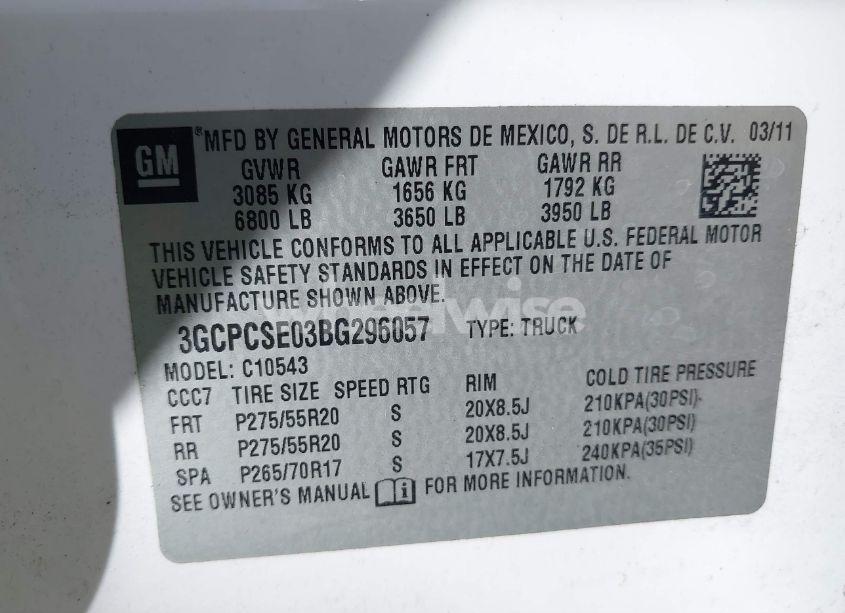 GM
®MFD BY GENERAL MOTORS DE MEXICO, S. DE R.L. DE C.V. 03/11
GVWR GAWR FRT GAWR RR
3085 KG 1656 KG 1792 KG
6800 LB 3650 LB 3950 LB
THIS VEHICLE CONFORMS TO ALL APPLICABLE U.S. FEDERAL MOTOR
VEHICLE SAFETY STANDARDS IN EFFECT ON THE DATE OF
MANUFACTURE SHOWN ABOVE.
3GCPCSE03BG296057 TYPE: TRUCK
MODEL: C10543
CCC7 TIRE SIZE SPEED RTG RIM COLD TIRE PRESSURE
FRT P275/55R20 S 20X8.5J 210KPA(30PSI)
RR P275/55R20 S 20X8.5J 210KPA(30PSI)
SPA P265/70R17 S 17X7.5J 240KPA(35PSI)
SEE OWNER'S MANUAL FOR MORE INFORMATION.